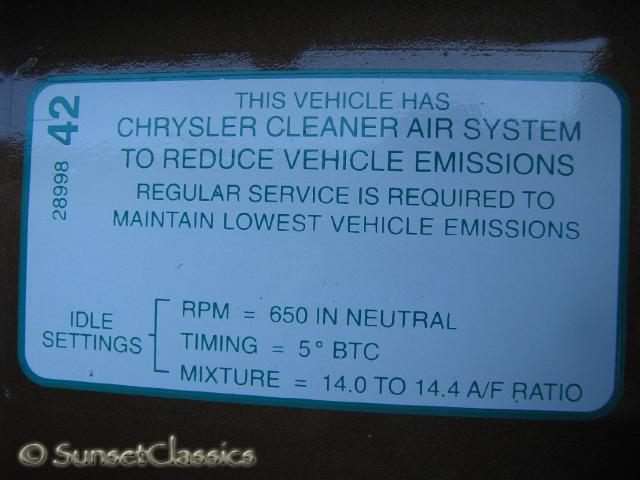 28998 42
THIS VEHICLE HAS
CHRYSLER CLEANER AIR SYSTEM
TO REDUCE VEHICLE EMISSIONS
REGULAR SERVICE IS REQUIRED TO
MAINTAIN LOWEST VEHICLE EMISSIONS
IDLE
SETTINGS
RPM = 650 IN NEUTRAL
TIMING = 5° BTC
MIXTURE = 14.0 TO 14.4 A/F RATIO
© SunsetClassics